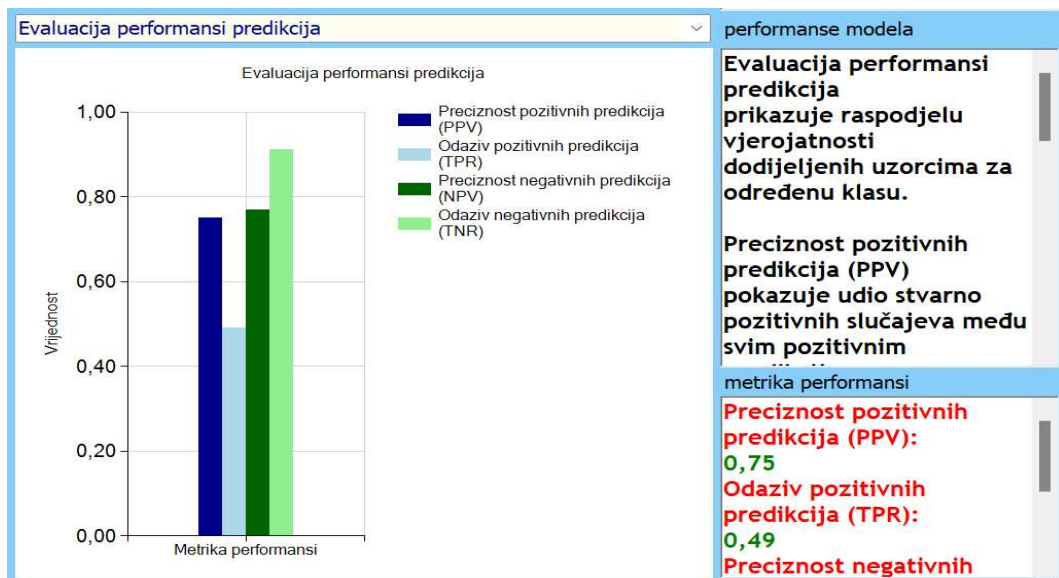 Evaluacija performansi predikcija
Evaluacija performansi predikcija
1,00
0,80
0,60
0,40
0,20
0,00
Vrijednost
Metrika performansi
Preciznost pozitivnih predikcija
(PPV)
Odaziv pozitivnih predikcija
(TPR)
Preciznost negativnih predikcija
(NPV)
Odaziv negativnih predikcija
(TNR)
performanse modela
Evaluacija performansi
predikcija
prikazuje raspodjelu
vjerojatnosti
dodijeljenih uzorcima za
određenu klasu.
Preciznost pozitivnih
predikcija (PPV)
pokazuje udio stvarno
pozitivnih slučajeva među
svim pozitivnim
metrika performansi
Preciznost pozitivnih
predikcija (PPV):
0,75
Odaziv pozitivnih
predikcija (TPR):
0,49
Preciznost negativnih